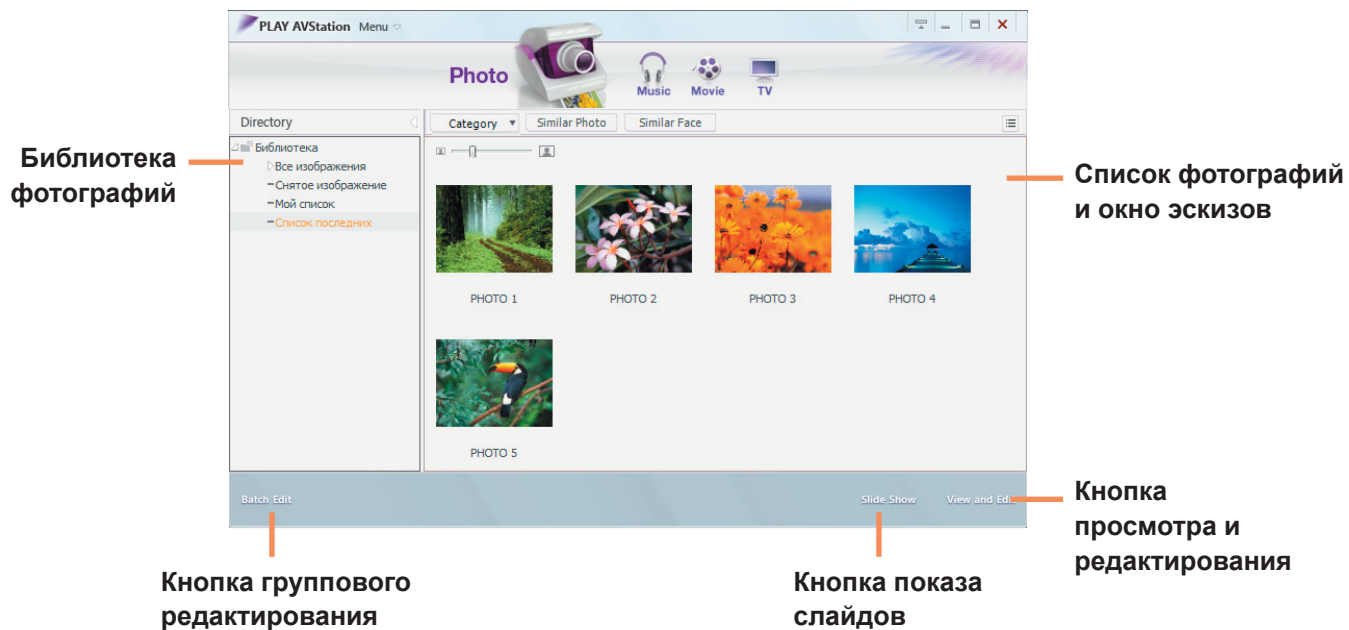 PLAY AVStation Menu
Photo
Music Movie TV
Directory
Category Similar Photo Similar Face
Библиотека
Все изображения
Снятое изображение
Мой список
Список последних
Библиотека
фотографий
Список фотографий
и окно эскизов
PHOTO 1 PHOTO 2 PHOTO 3 PHOTO 4
PHOTO 5
Batch Edit Slide Show View and Edit
Кнопка
просмотра и
редактирования
Кнопка группового
редактирования
Кнопка показа
слайдов